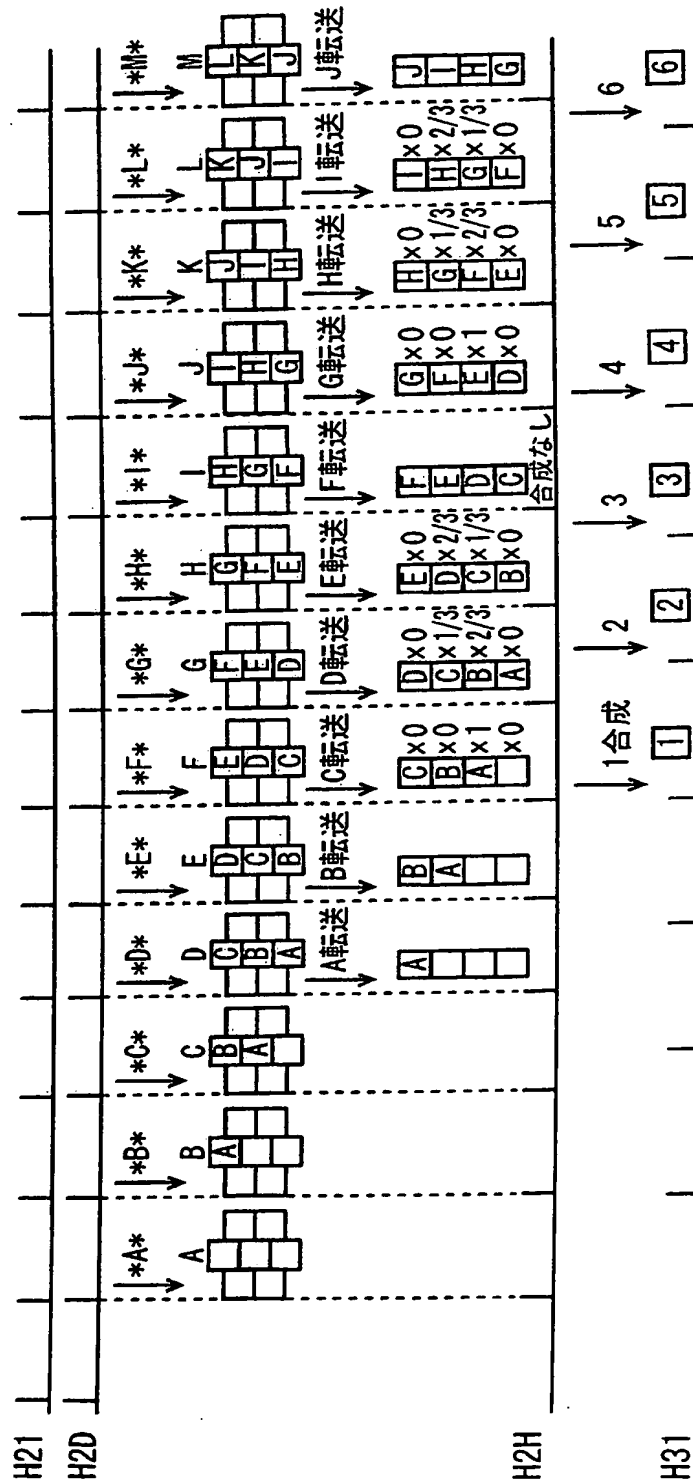 H21
H2D
*A* *B* *C* *D* *E* *F* *G* *H* *I* *J* *K* *L* *M*
A B C D E F G H I J K L M
A B C D E F G H I J K L
A B C D E F G H I J K
A B C D E F G H I J
A転送 B転送 C転送 D転送 E転送 F転送 G転送 H転送 I転送 J転送
A B C×0 D×0 E×0 F G×0 H×0 I×0 J
A B×0 C×1/3 D×2/3 E F×0 G×1/3 H×2/3 I
A×1 B×2/3 C×1/3 D E×1 F×2/3 G×1/3 H
×0 A×0 B×0 C D×0 E×0 F×0 G
合成なし
H2H
1合成 2 3 4 5 6
H31
1 2 3 4 5 6